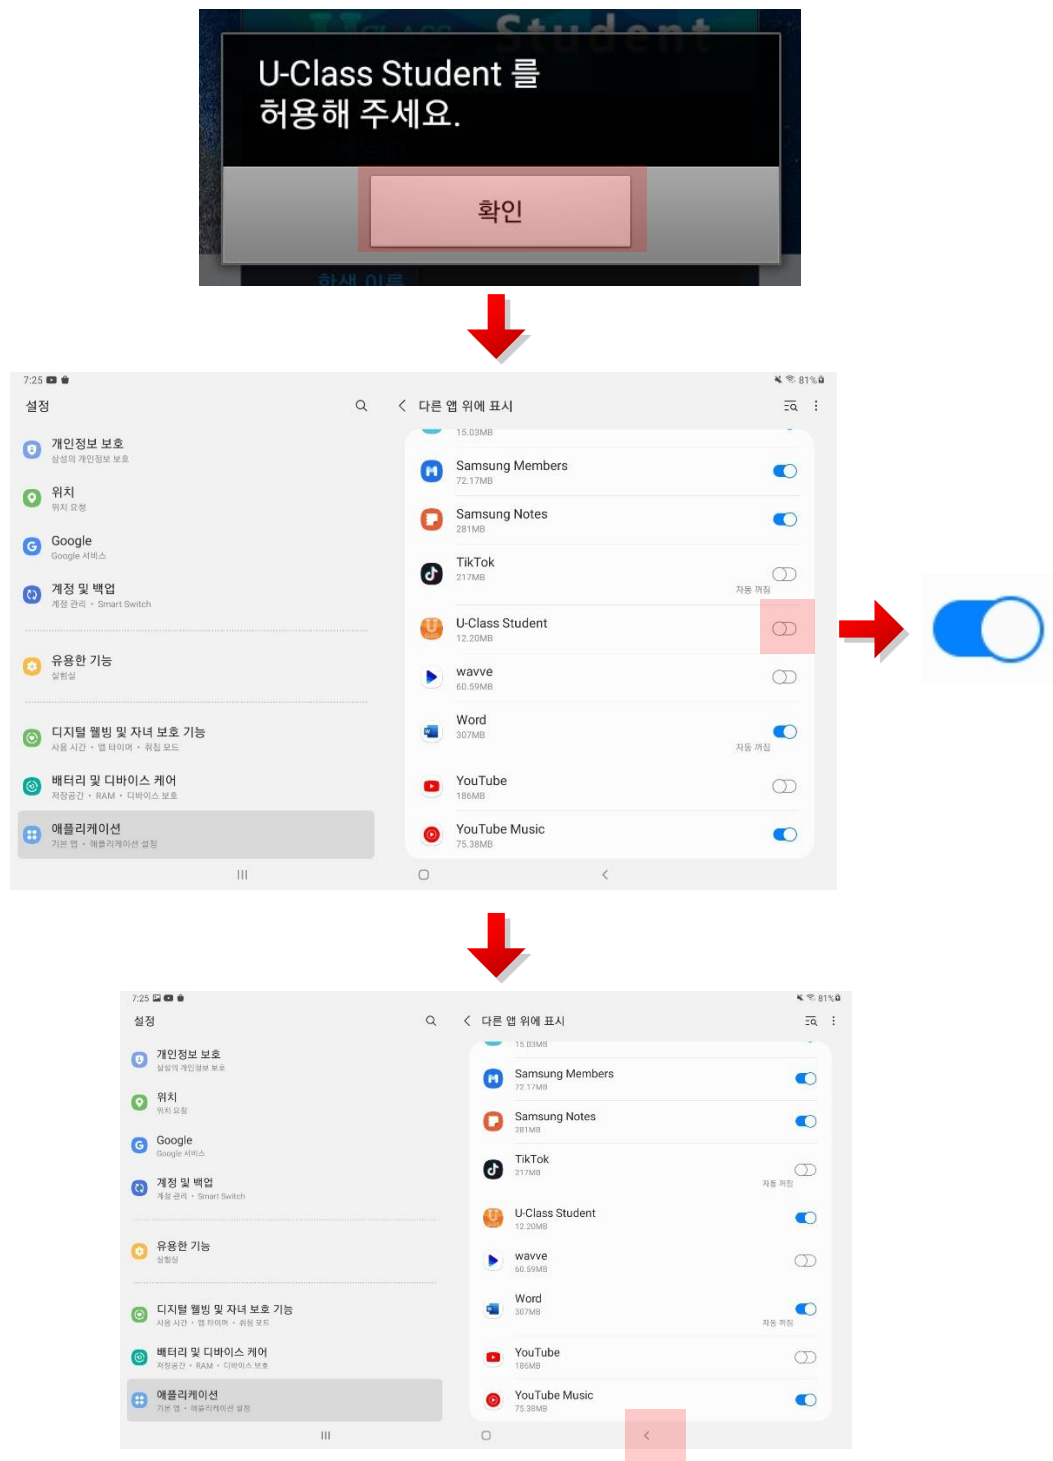 U CLASS Student
U-Class Student 를
허용해 주세요.
확인
학생 이름
7:25
81%
설정
다른 앱 위에 표시
개인정보 보호
삼성의 개인정보 보호
위치
위치 요청
Google
Google 서비스
계정 및 백업
계정 관리 • Smart Switch
유용한 기능
실험실
디지털 웰빙 및 자녀 보호 기능
사용 시간 • 앱 타이머 • 취침 모드
배터리 및 디바이스 케어
저장공간 • RAM • 디바이스 보호
애플리케이션
기본 앱 • 애플리케이션 설정
15.03MB
Samsung Members
72.17MB
Samsung Notes
281MB
TikTok
217MB
자동 꺼짐
U-Class Student
12.20MB
wavve
60.59MB
Word
307MB
자동 꺼짐
YouTube
186MB
YouTube Music
75.38MB
7:25
81%
설정
다른 앱 위에 표시
개인정보 보호
삼성의 개인정보 보호
위치
위치 요청
Google
Google 서비스
계정 및 백업
계정 관리 • Smart Switch
유용한 기능
실험실
디지털 웰빙 및 자녀 보호 기능
사용 시간 • 앱 타이머 • 취침 모드
배터리 및 디바이스 케어
저장공간 • RAM • 디바이스 보호
애플리케이션
기본 앱 • 애플리케이션 설정
15.03MB
Samsung Members
72.17MB
Samsung Notes
281MB
TikTok
217MB
자동 꺼짐
U-Class Student
12.20MB
wavve
60.59MB
Word
307MB
자동 꺼짐
YouTube
186MB
YouTube Music
75.38MB